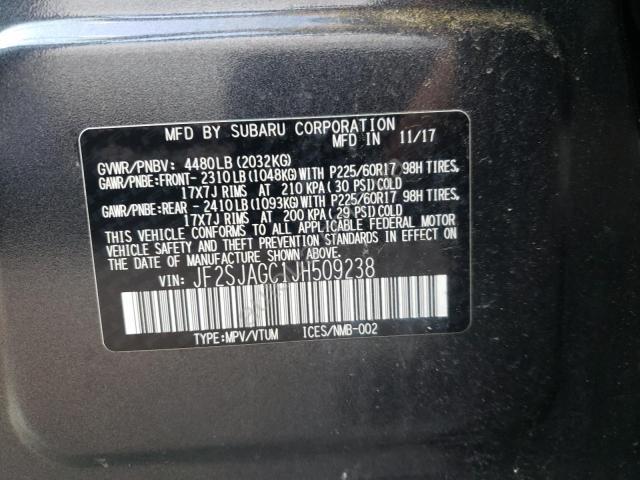 MFD BY SUBARU CORPORATION
MFD IN 11/17
GVWR/PNBV: 4480LB(2032KG)
GAWR/PNBE:FRONT-2310LB(1048KG)WITH P225/60R17 98H TIRES,
17X7J RIMS AT 210 KPA(30 PSI)COLD
GAWR/PNBE:REAR -2410LB(1093KG)WITH P225/60R17 98H TIRES,
17X7J RIMS AT 200 KPA(29 PSI)COLD
THIS VEHICLE CONFORMS TO ALL APPLICABLE FEDERAL MOTOR
VEHICLE SAFETY AND THEFT PREVENTION STANDARDS IN EFFECT ON
THE DATE OF MANUFACTURE SHOWN ABOVE.
VIN: JF2SJAGC1JH509238
TYPE:MPV/VTUM ICES/NMB-002